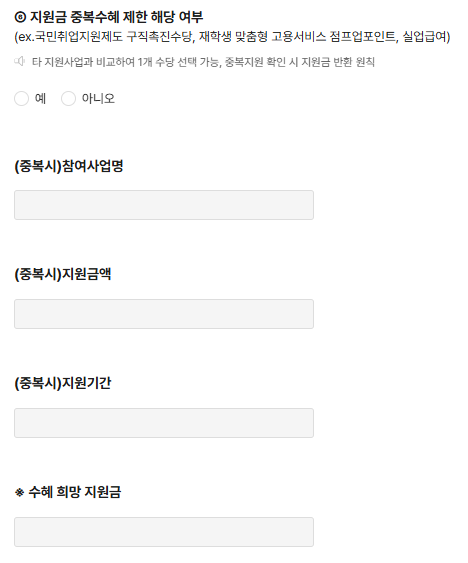 ⑥ 지원금 중복수혜 제한 해당 여부
(ex.국민취업지원제도 구직촉진수당, 재학생 맞춤형 고용서비스 점프업포인트, 실업급여)
타 지원사업과 비교하여 1개 수당 선택 가능, 중복지원 확인 시 지원금 반환 원칙
예 아니오
(중복시)참여사업명
(중복시)지원금액
(중복시)지원기간
※ 수혜 희망 지원금